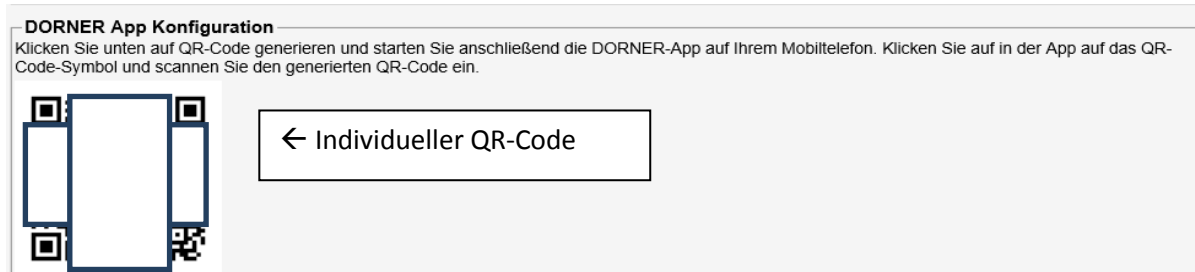 DORNER App Konfiguration
Klicken Sie unten auf QR-Code generieren und starten Sie anschließend die DORNER-App auf Ihrem Mobiltelefon. Klicken Sie auf in der App auf das QR-
Code-Symbol und scannen Sie den generierten QR-Code ein.
← Individueller QR-Code